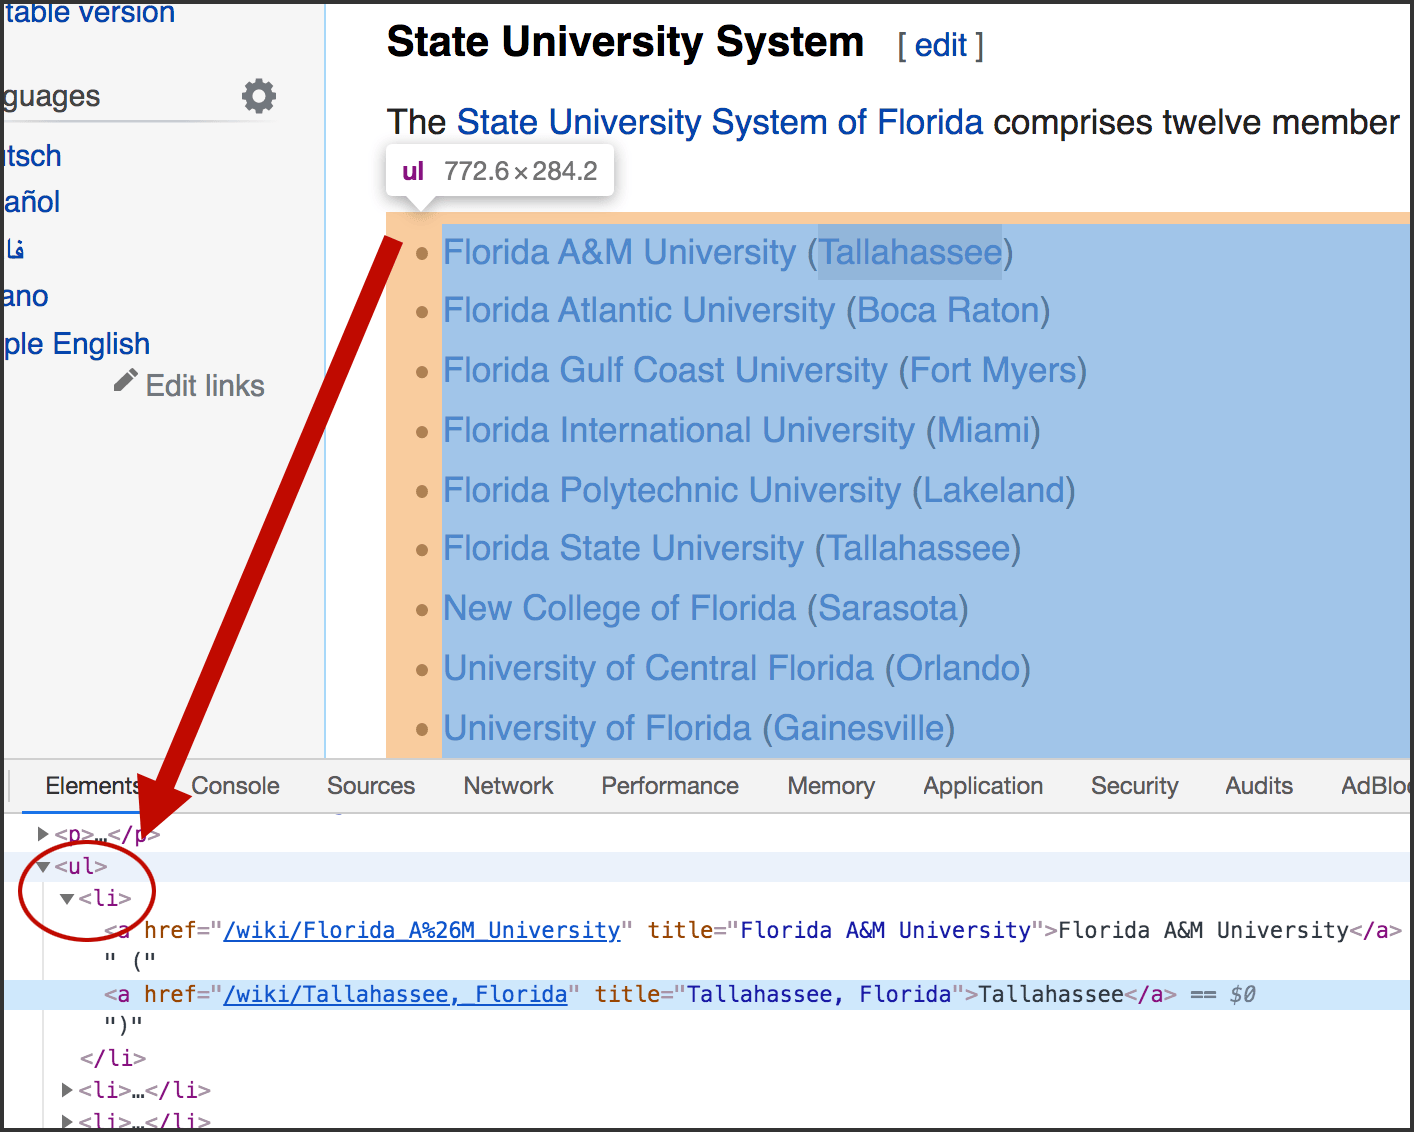 table version
guages
utsch
añol
فا
ano
ple English
Edit links
State University System [ edit ]
The State University System of Florida comprises twelve member
ul 772.6×284.2
• Florida A&M University (Tallahassee)
• Florida Atlantic University (Boca Raton)
• Florida Gulf Coast University (Fort Myers)
• Florida International University (Miami)
• Florida Polytechnic University (Lakeland)
• Florida State University (Tallahassee)
• New College of Florida (Sarasota)
• University of Central Florida (Orlando)
• University of Florida (Gainesville)
Elements Console Sources Network Performance Memory Application Security Audits AdBloc
▶<p>…</p>
▼<ul>
▼<li>
<a href="/wiki/Florida_A%26M_University" title="Florida A&M University">Florida A&M University</a>
" ("
<a href="/wiki/Tallahassee,_Florida" title="Tallahassee, Florida">Tallahassee</a> == $0
")"
</li>
▶<li>…</li>
▶<li>…</li>